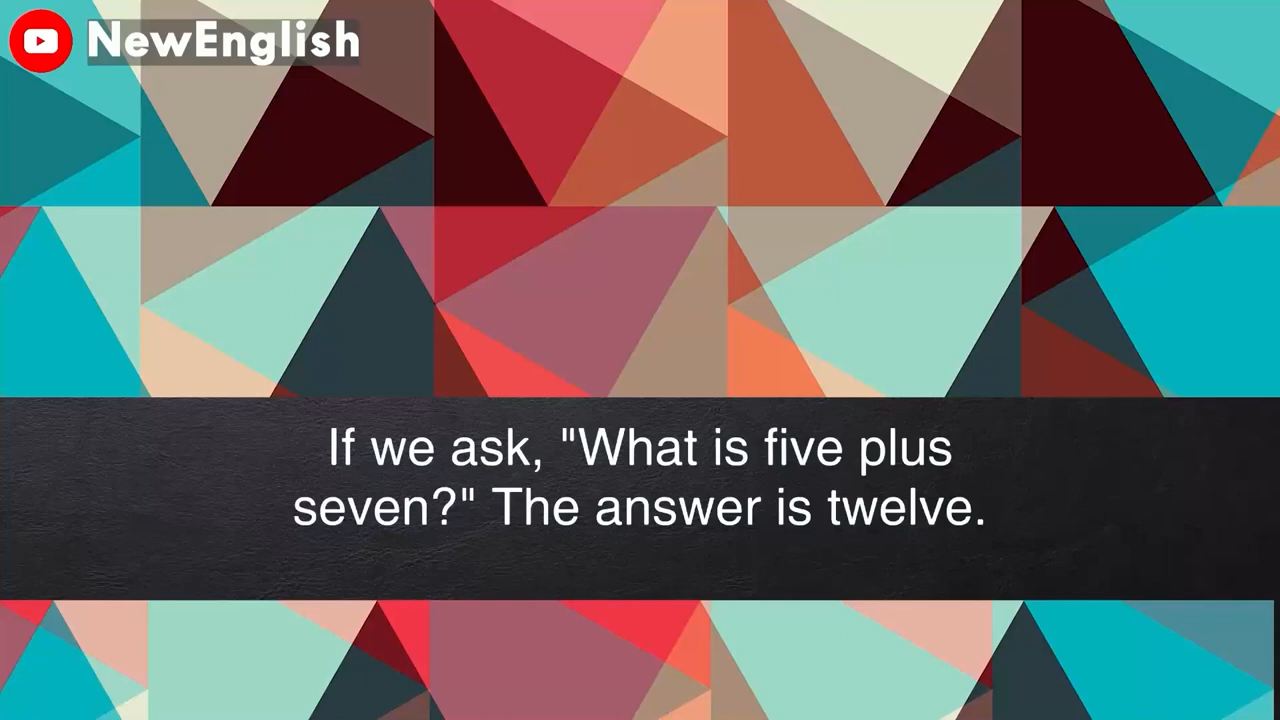 NewEnglish
If we ask, "What is five plus
seven?" The answer is twelve.